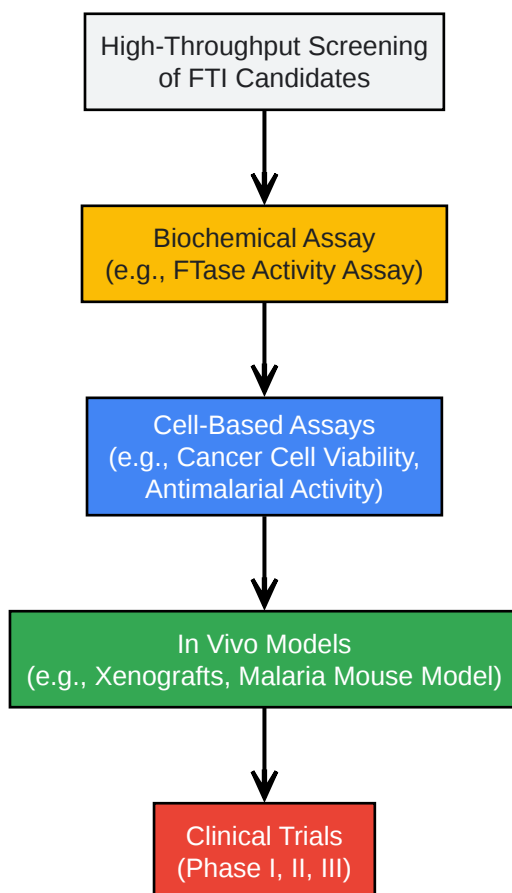 High-Throughput Screening
of FTI Candidates
Biochemical Assay
(e.g., FTase Activity Assay)
Cell-Based Assays
(e.g., Cancer Cell Viability,
Antimalarial Activity)
In Vivo Models
(e.g., Xenografts, Malaria Mouse Model)
Clinical Trials
(Phase I, II, III)